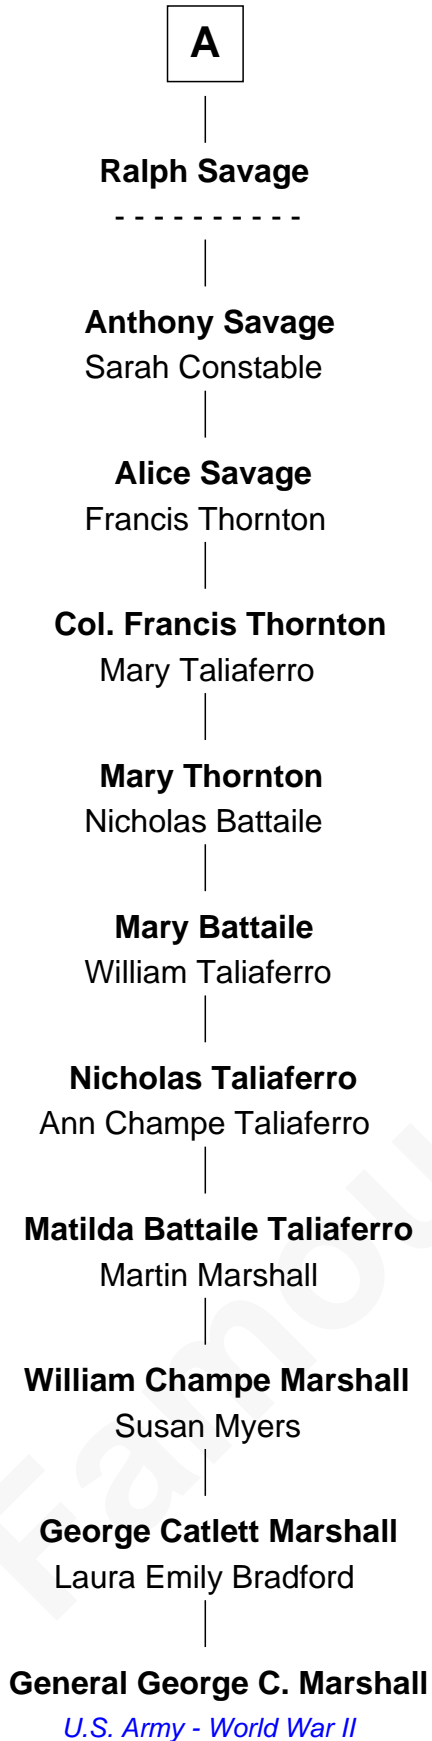 A
Ralph Savage
- - - - - - - - - -
Anthony Savage
Sarah Constable
Alice Savage
Francis Thornton
Col. Francis Thornton
Mary Taliaferro
Mary Thornton
Nicholas Battaile
Mary Battaile
William Taliaferro
Nicholas Taliaferro
Ann Champe Taliaferro
Matilda Battaile Taliaferro
Martin Marshall
William Champe Marshall
Susan Myers
George Catlett Marshall
Laura Emily Bradford
General George C. Marshall
U.S. Army - World War II
Famou